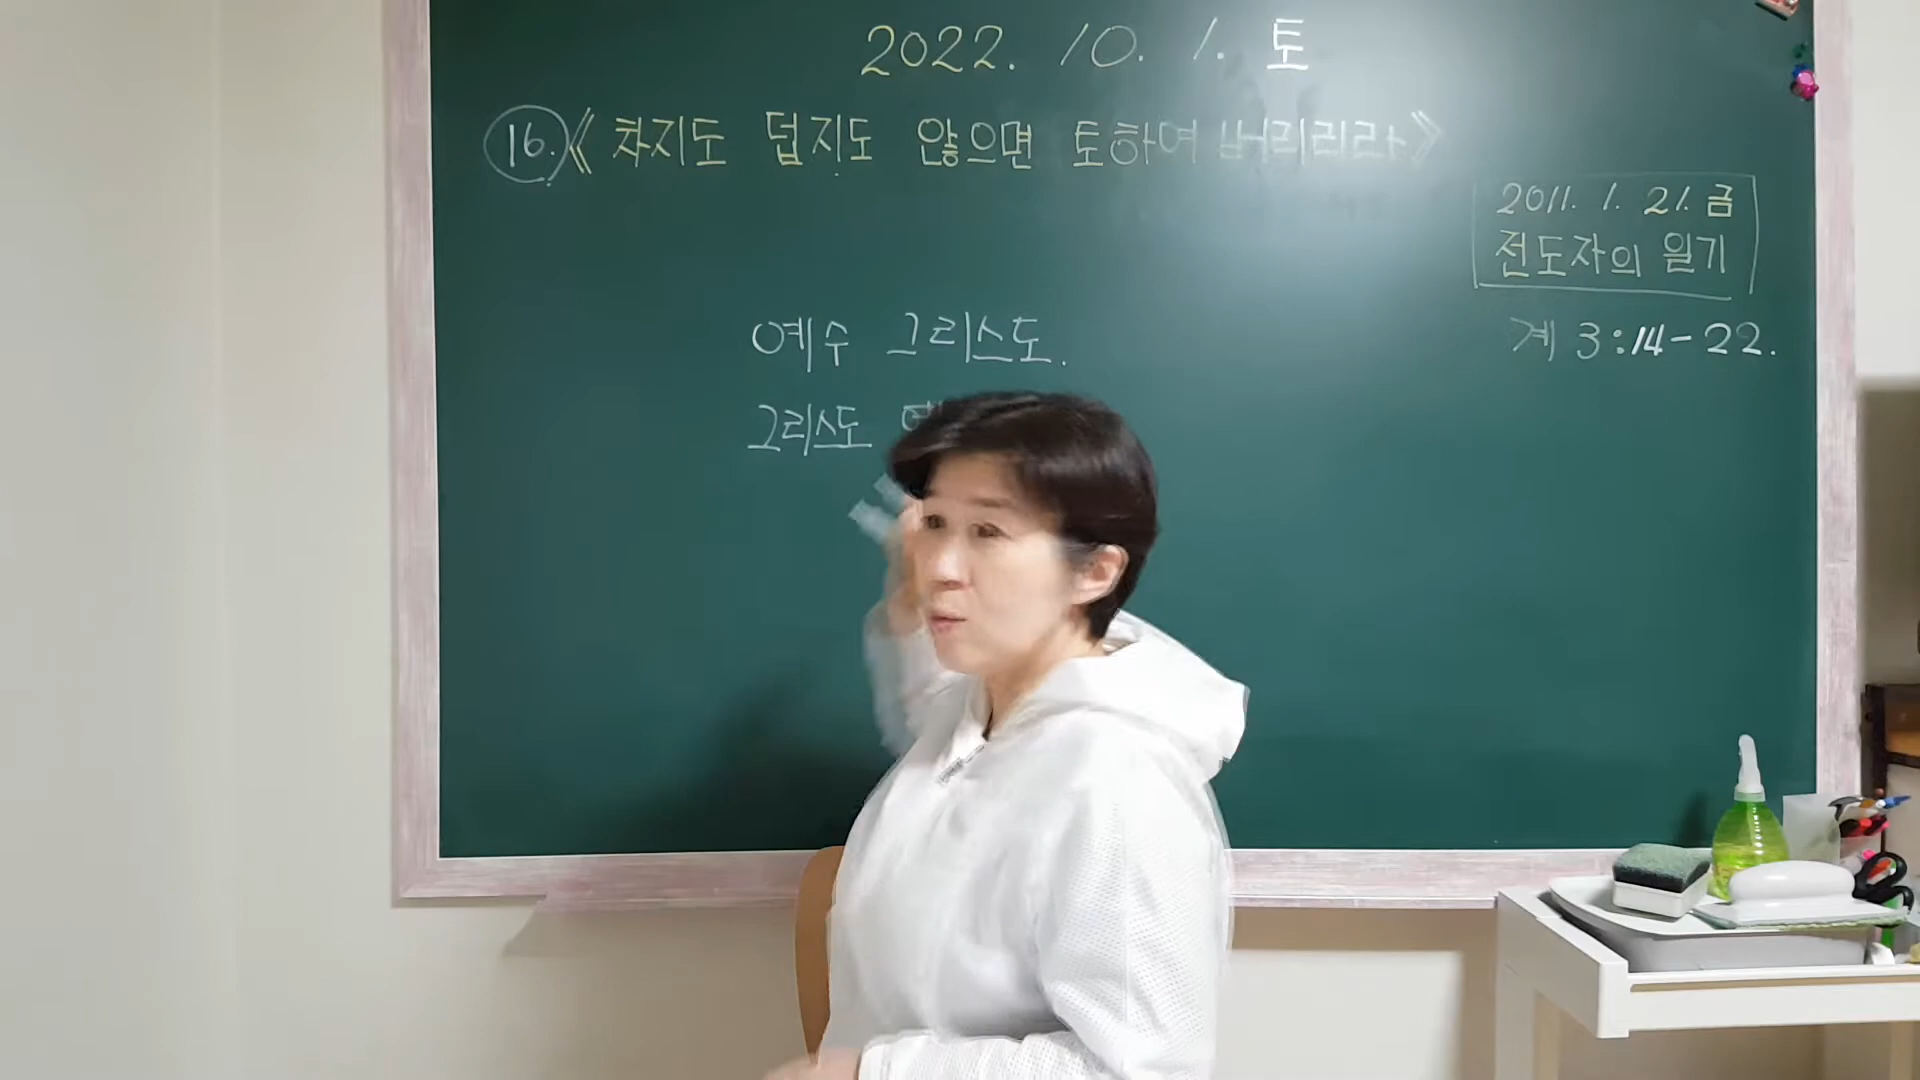 2022. 10. 1. 토
16. 《 차지도 덥지도 않으면 토하여 버리리라 》
2011. 1. 21. 금
전도자의 일기
계 3:14-22.
예수 그리스도.
그리스도